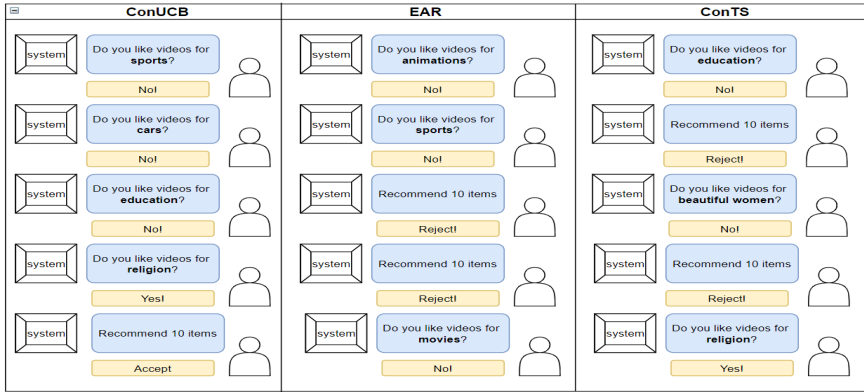 ConUCB
system
Do you like videos for
sports?
No!
system
Do you like videos for
cars?
No!
system
Do you like videos for
education?
No!
system
Do you like videos for
religion?
Yes!
system
Recommend 10 items
Accept
EAR
system
Do you like videos for
animations?
No!
system
Do you like videos for
sports?
No!
system
Recommend 10 items
Reject!
system
Recommend 10 items
Reject!
system
Do you like videos for
movies?
No!
ConTS
system
Do you like videos for
education?
No!
system
Recommend 10 items
Reject!
system
Do you like videos for
beautiful women?
No!
system
Recommend 10 items
Reject!
system
Do you like videos for
religion?
Yes!